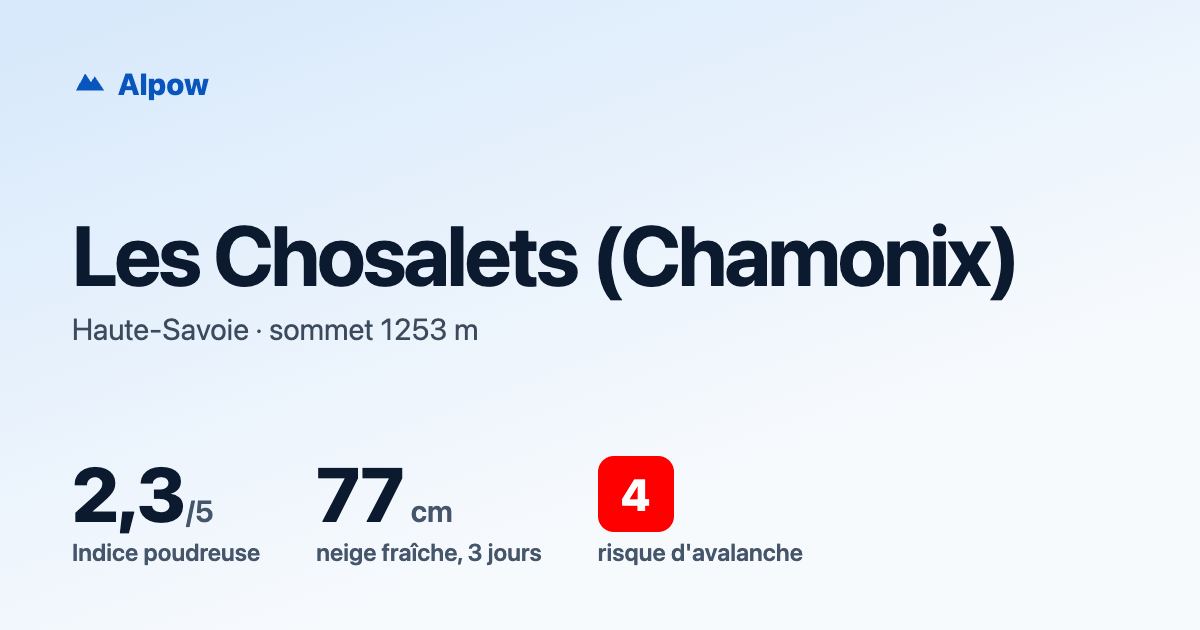 Alpow
Les Chosalets (Chamonix)
Haute-Savoie · sommet 1253 m
2,3/5
Indice poudreuse
77 cm
neige fraîche, 3 jours
4
risque d'avalanche